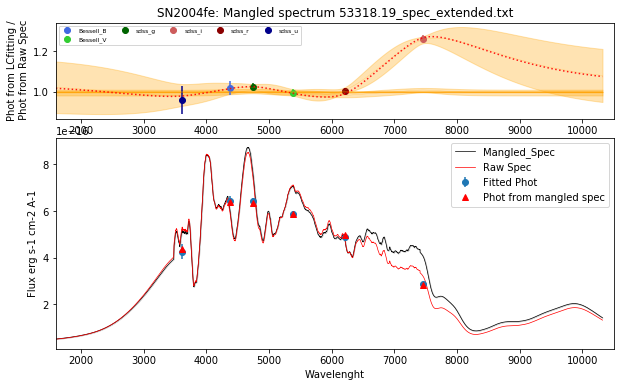 SN2004fe: Mangled spectrum 53318.19_spec_extended.txt
Phot from LCfitting /
Phot from Raw Spec
Bessell_B
Bessell_V
sdss_g
sdss_i
sdss_r
sdss_u
1.2
1.0
2000 3000 4000 5000 6000 7000 8000 9000 10000
Flux erg s-1 cm-2 A-1
8
6
4
2
Mangled_Spec
Raw Spec
Fitted Phot
Phot from mangled spec
2000 3000 4000 5000 6000 7000 8000 9000 10000
Wavelenght